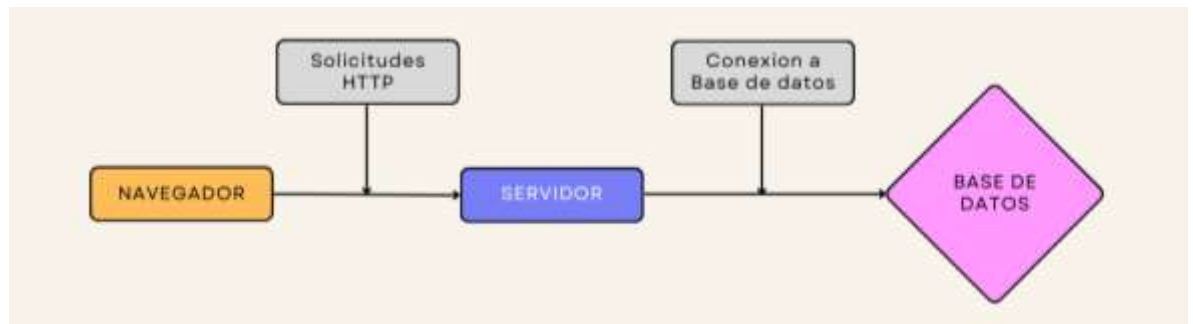 Solicitudes
HTTP
Conexion a
Base de datos
NAVEGADOR
SERVIDOR
BASE DE
DATOS